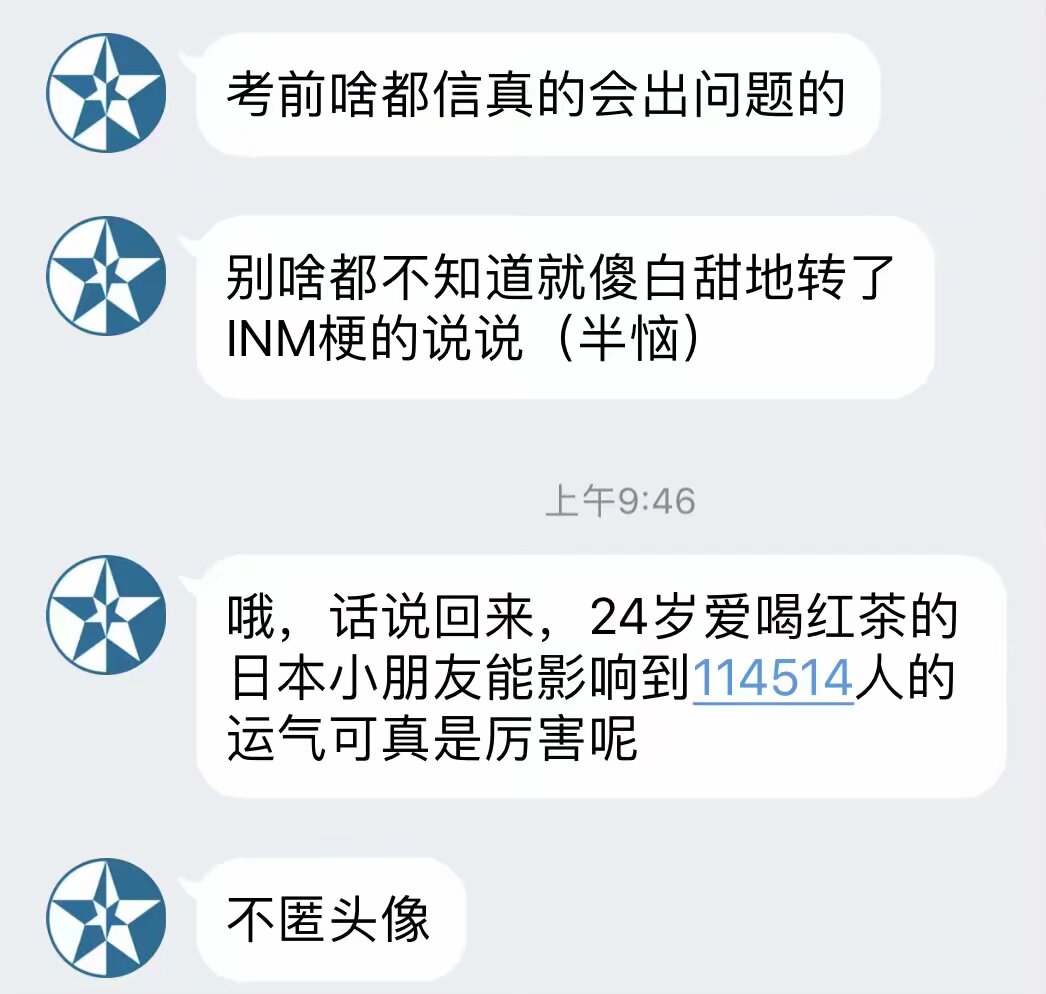 考前啥都信真的会出问题的
别啥都不知道就傻白甜地转了
INM梗的说说（半恼）
上午9:46
哦，话说回来，24岁爱喝红茶的
日本小朋友能影响到114514人的
运气可真是厉害呢
不匿头像